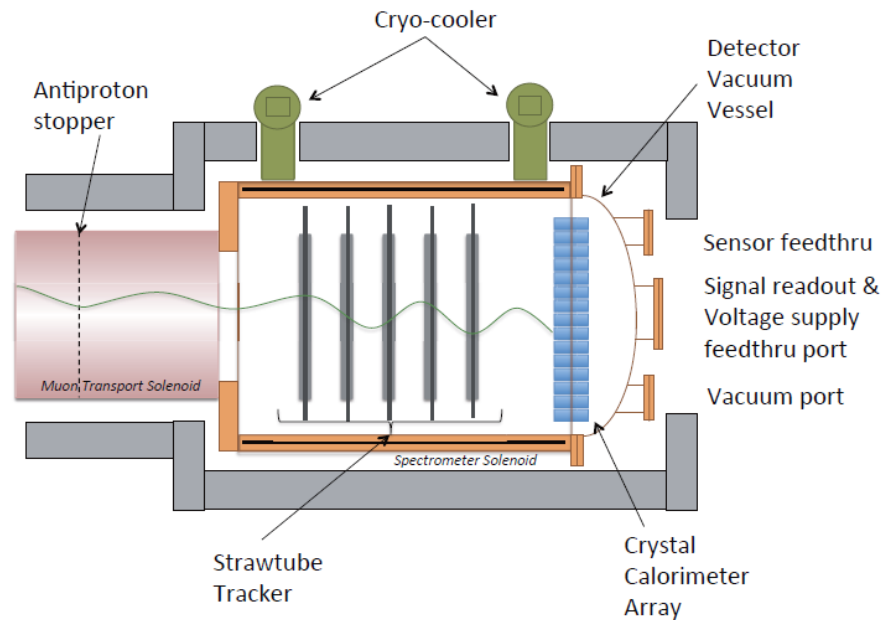 Cryo-cooler
Antiproton
stopper
Detector
Vacuum
Vessel
Sensor feedthru
Signal readout &
Voltage supply
feedthru port
Vacuum port
Muon Transport Solenoid
Spectrometer Solenoid
Strawtube
Tracker
Crystal
Calorimeter
Array